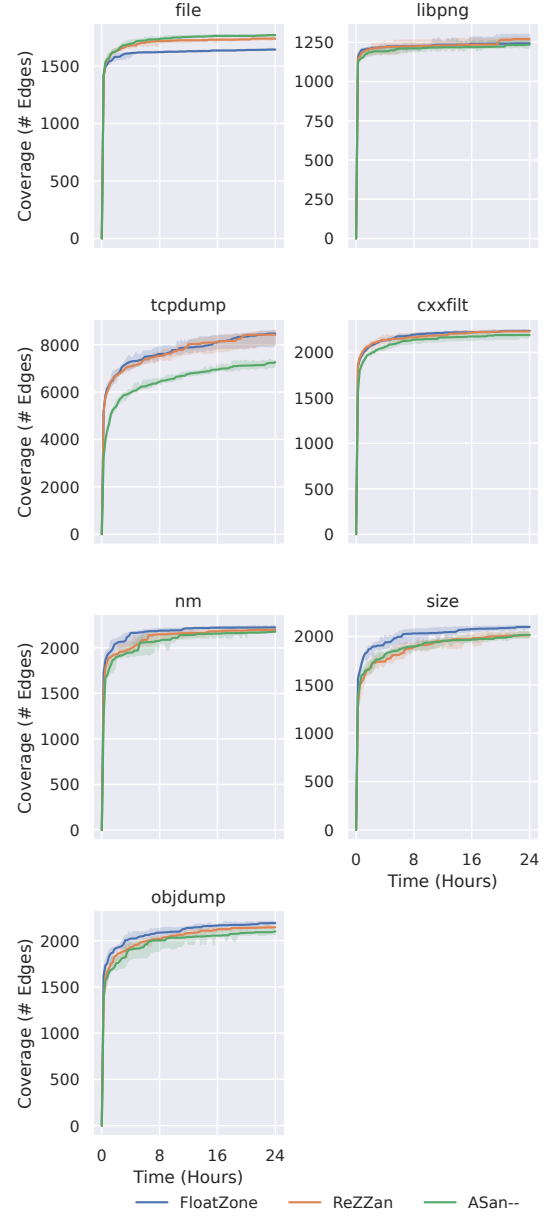 file
libpng
Coverage (# Edges)
1500
1000
500
0
1250
1000
750
500
250
0
tcpdump
cxxfilt
Coverage (# Edges)
8000
6000
4000
2000
0
2000
1500
1000
500
0
nm
size
Coverage (# Edges)
2000
1500
1000
500
0
2000
1500
1000
500
0
0 8 16 24
Time (Hours)
objdump
Coverage (# Edges)
2000
1500
1000
500
0
0 8 16 24
Time (Hours)
FloatZone ReZZan ASan--